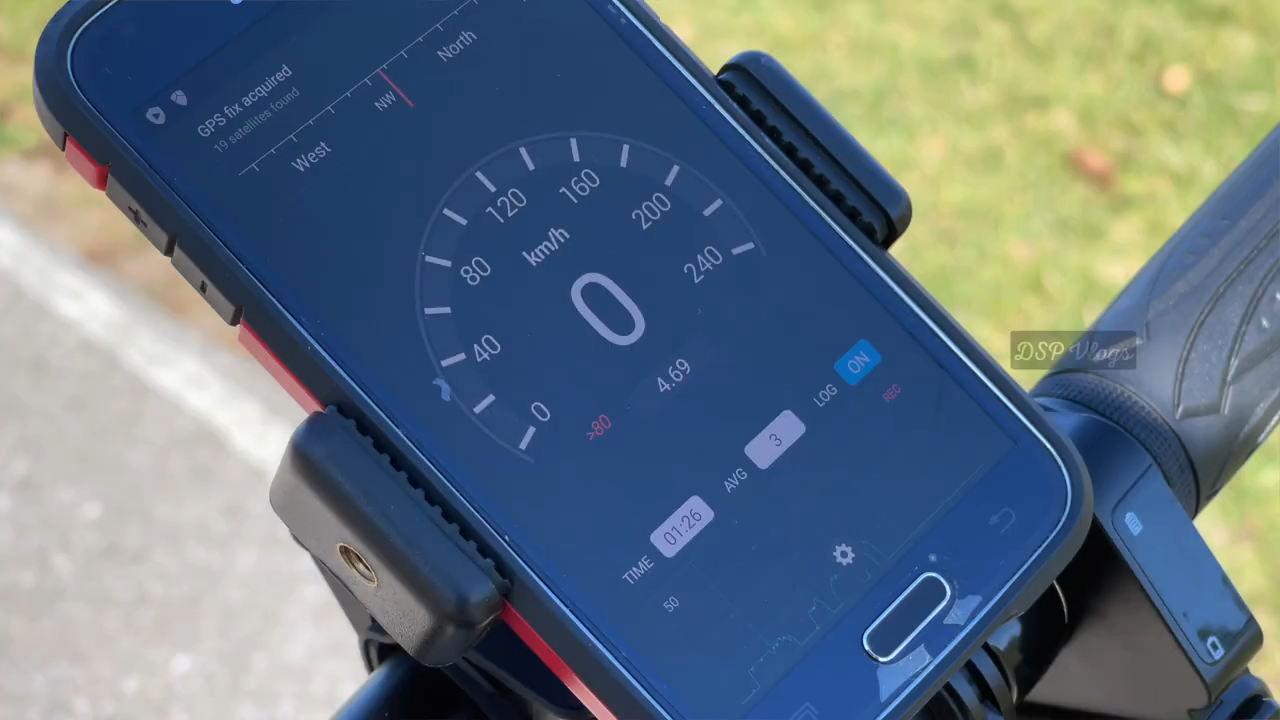 GPS fix acquired
19 satellites found
West
NW
North
0
40
80
120
160
200
240
km/h
0
>80
4.69
TIME 01:26
AVG 3
LOG ON
REC
50
DSP Vlogs